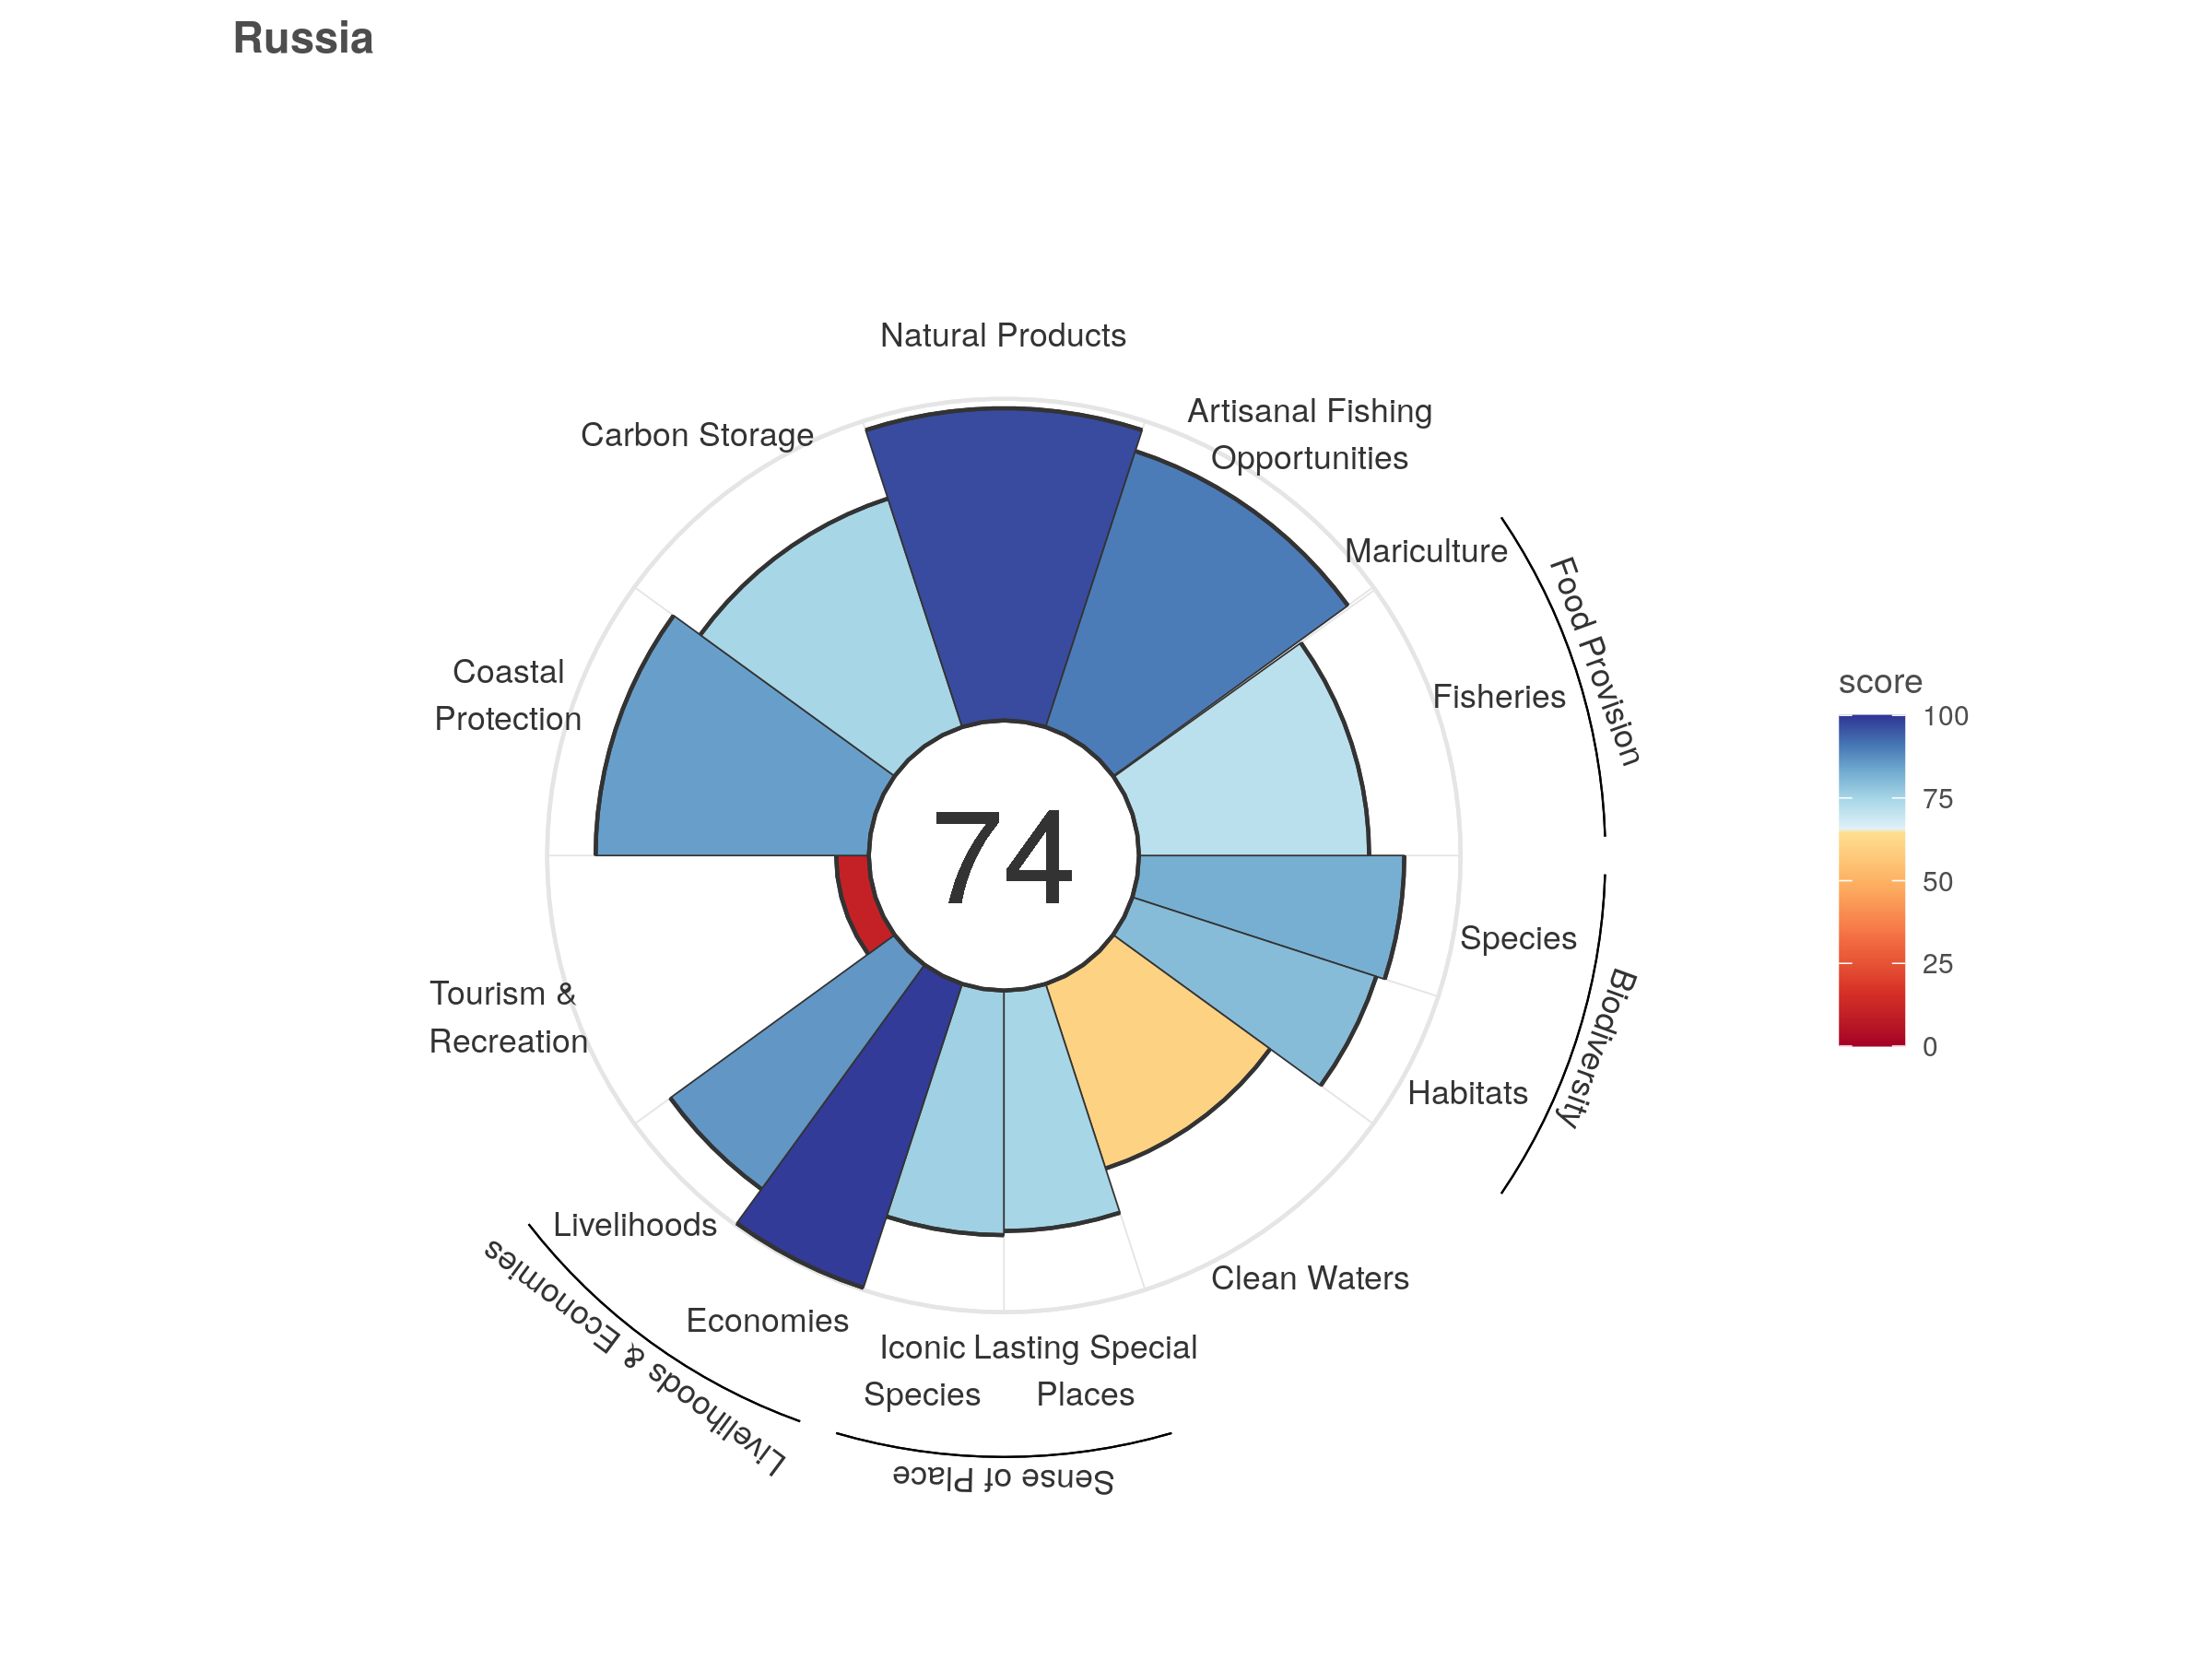 Russia
Natural Products
Artisanal Fishing
Opportunities
Carbon Storage
Mariculture
Food Provision
Fisheries
Coastal
Protection
74
score
100
75
50
25
0
Species
Biodiversity
Habitats
Tourism &
Recreation
Livelihoods
Economies
Livelihoods & Economies
Clean Waters
Iconic
Species
Lasting Special
Places
Sense of Place